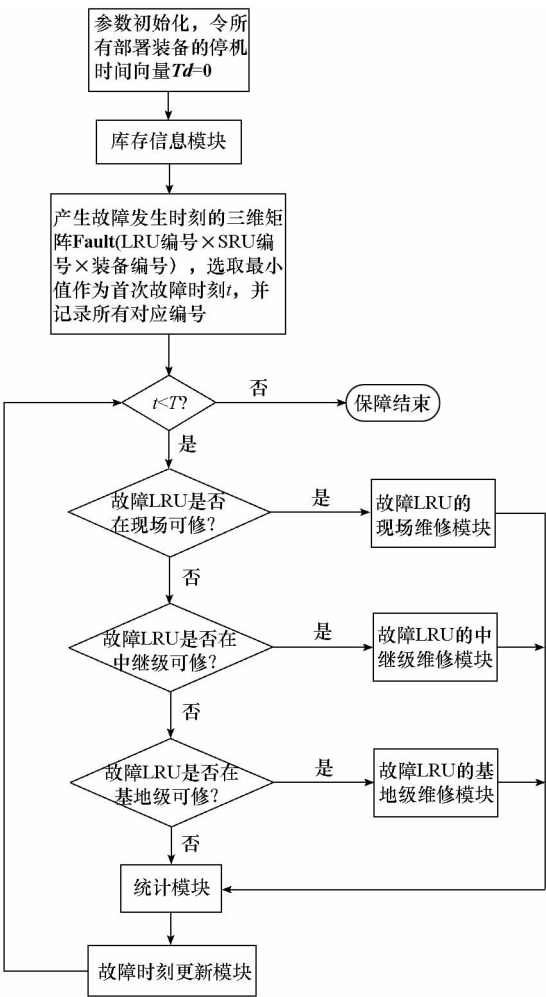 参数初始化，令所
有部署装备的停机
时间向量Td=0
库存信息模块
产生故障发生时刻的三维矩
阵Fault(LRU编号×SRU编
号×装备编号），选取最小
值作为首次故障时刻t，并
记录所有对应编号
t<T?
否
保障结束
是
故障LRU是否
在现场可修?
是
故障LRU的
现场维修模块
否
故障LRU是否在
中继级可修?
是
故障LRU的中
继级维修模块
否
故障LRU是否在
基地级可修?
是
故障LRU的基
地级维修模块
否
统计模块
故障时刻更新模块